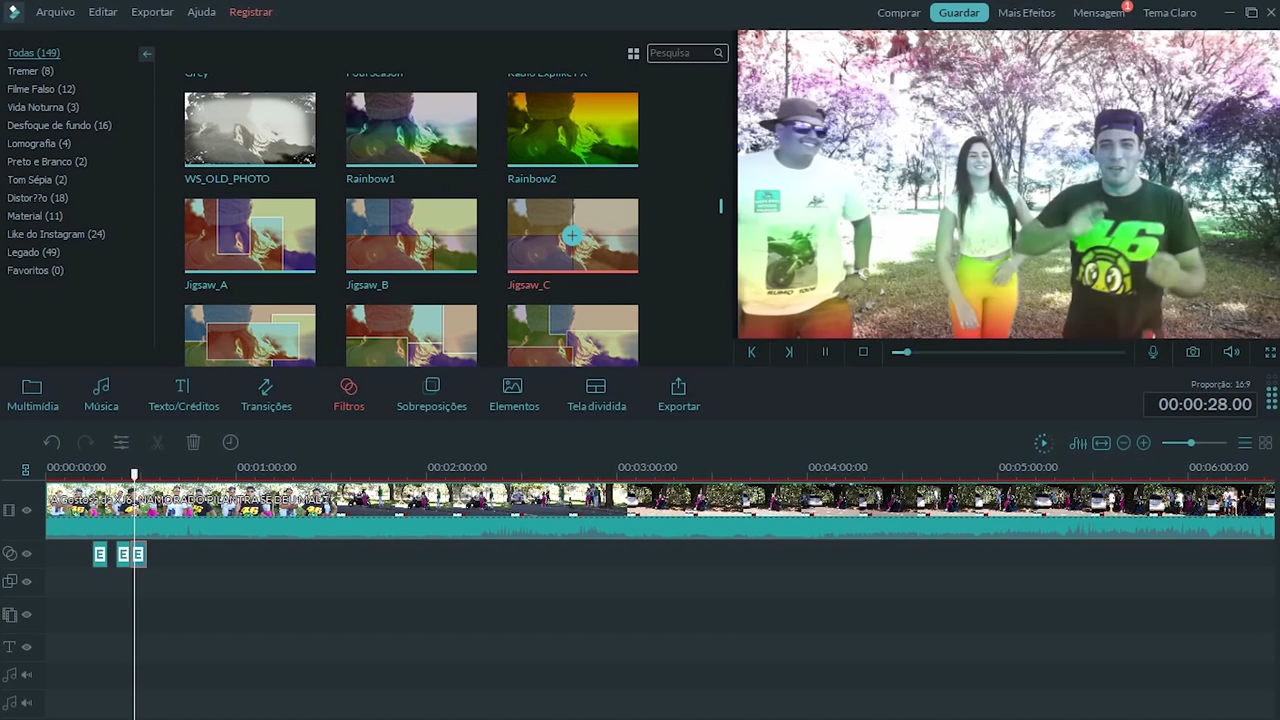 Arquivo Editar Exportar Ajuda Registrar Comprar Guardar Mais Efeitos Mensagem 1 Tema Claro
Todas (149)
Tremer (8)
Filme Falso (12)
Vida Noturna (3)
Desfoque de fundo (16)
Lomografia (4)
Preto e Branco (2)
Tom Sépia (2)
Distor??o (18)
Material (11)
Like do Instagram (24)
Legado (49)
Favoritos (0)
Pesquisa
WS_OLD_PHOTO Rainbow1 Rainbow2
Jigsaw_A Jigsaw_B Jigsaw_C
46
Multimídia Música Texto/Créditos Transições Filtros Sobreposições Elementos Tela dividida Exportar
Proporção: 16:9
00:00:28.00
00:00:00:00 00:01:00:00 00:02:00:00 00:03:00:00 00:04:00:00 00:05:00:00 00:06:00:00
E E E